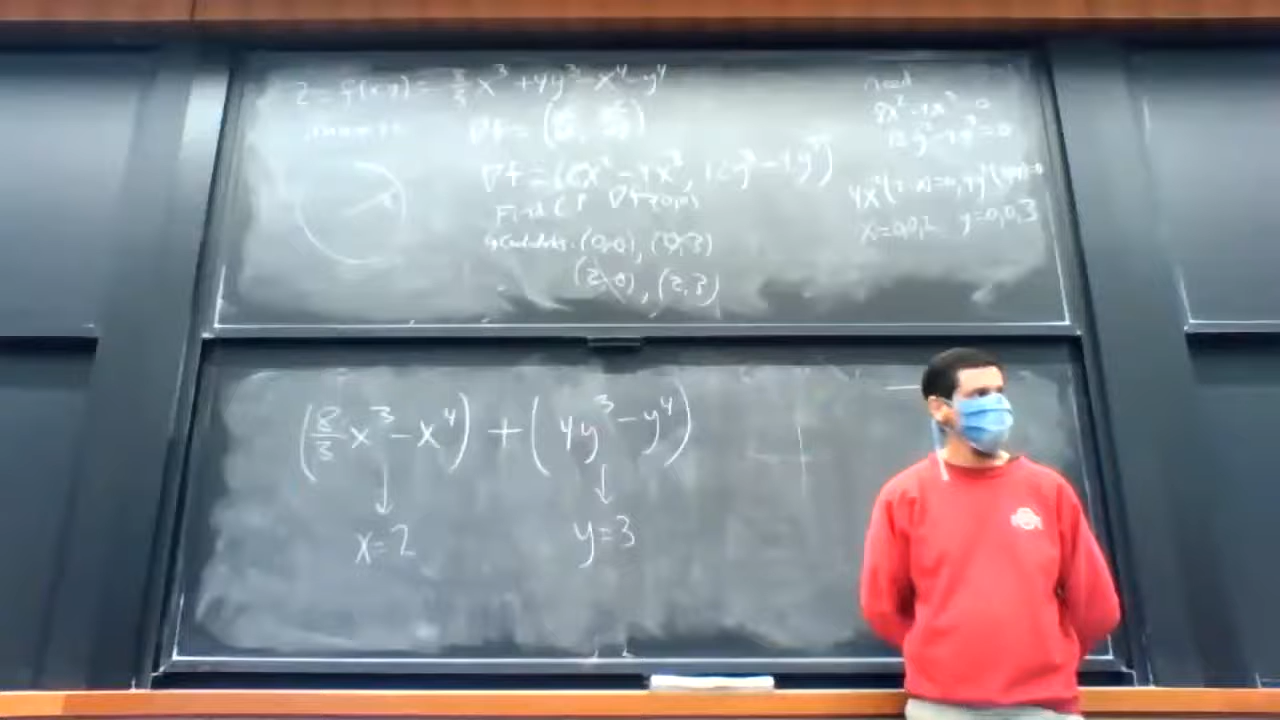 z = f(x,y) = 8/3 x³ + 4y³ - x⁴ - y⁴
∇f = (
∇f = (8x² - 4x³, 12y² - 4y³)
Find CP ∇f=(0,0)
(0,0), (0,3)
(2,0), (2,3)
need
8x² - 4x³ = 0
12y² - 4y³ = 0
4x²(2-x)=0, 4y²(3-y)=0
x=0,0,2 y=0,0,3
(8/3 x³ - x⁴) + (4y³ - y⁴)
↓ ↓
x=2 y=3